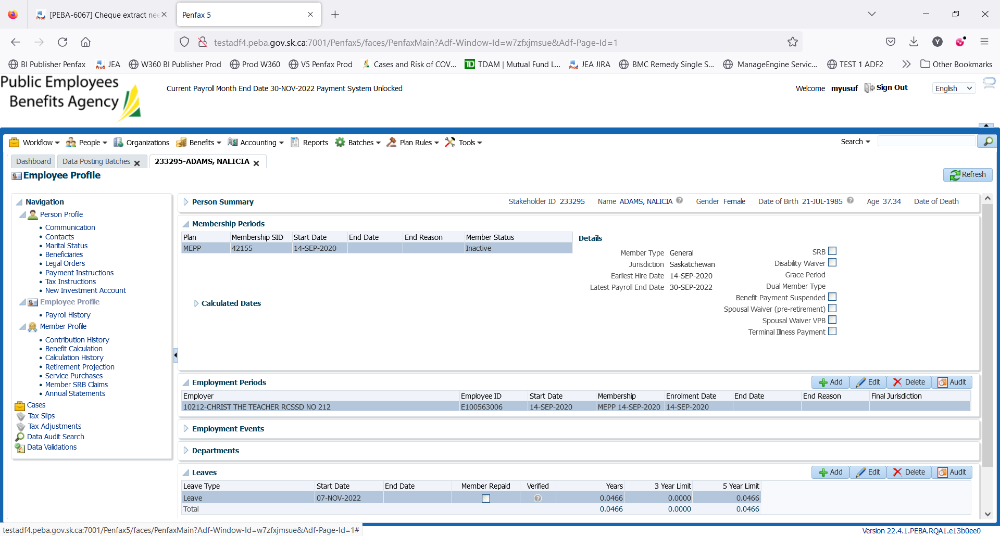 [PEBA-6067] Cheque extract nee
Penfax 5
testadf4.peba.gov.sk.ca:7001/Penfax5/faces/PenfaxMain?Adf-Window-Id=w7zfxjmsue&Adf-Page-Id=1
BI Publisher Penfax JEA W360 BI Publisher Prod Prod W360 V5 Penfax Prod Cases and Risk of COV... TD TDAM | Mutual Fund L... JEA JIRA BMC Remedy Single S... ManageEngine Servic... TEST 1 ADF2 Other Bookmarks
Public Employees
Benefits Agency
Current Payroll Month End Date 30-NOV-2022 Payment System Unlocked
Welcome myusuf Sign Out English
Workflow People Organizations Benefits Accounting Reports Batches Plan Rules Tools Search
Dashboard Data Posting Batches 233295-ADAMS, NALICIA
Employee Profile
Refresh
Navigation
Person Profile
Communication
Contacts
Marital Status
Beneficiaries
Legal Orders
Payment Instructions
Tax Instructions
New Investment Account
Employee Profile
Payroll History
Member Profile
Contribution History
Benefit Calculation
Calculation History
Retirement Projection
Service Purchases
Member SRB Claims
Annual Statements
Cases
Tax Slips
Tax Adjustments
Data Audit Search
Data Validations
Person Summary Stakeholder ID 233295 Name ADAMS, NALICIA Gender Female Date of Birth 21-JUL-1985 Age 37.34 Date of Death
Membership Periods
Plan Membership SID Start Date End Date End Reason Member Status
MEPP 42155 14-SEP-2020 Inactive
Calculated Dates
Details
Member Type General
Jurisdiction Saskatchewan
Earliest Hire Date 14-SEP-2020
Latest Payroll End Date 30-SEP-2022
SRB
Disability Waiver
Grace Period
Dual Member Type
Benefit Payment Suspended
Spousal Waiver (pre-retirement)
Spousal Waiver VPB
Terminal Illness Payment
Employment Periods Add Edit Delete Audit
Employer Employee ID Start Date Membership Enrolment Date End Date End Reason Final Jurisdiction
10212-CHRIST THE TEACHER RCSSD NO 212 E100563006 14-SEP-2020 MEPP 14-SEP-2020 14-SEP-2020
Employment Events
Departments
Leaves Add Edit Delete Audit
Leave Type Start Date End Date Member Repaid Verified Years 3 Year Limit 5 Year Limit
Leave 07-NOV-2022 0.0466 0.0000 0.0466
Total 0.0466 0.0000 0.0466
testadf4.peba.gov.sk.ca:7001/Penfax5/faces/PenfaxMain?Adf-Window-Id=w7zfxjmsue&Adf-Page-Id=1#
Version 22.4.1.PEBA.RQA1.e13b0ee0